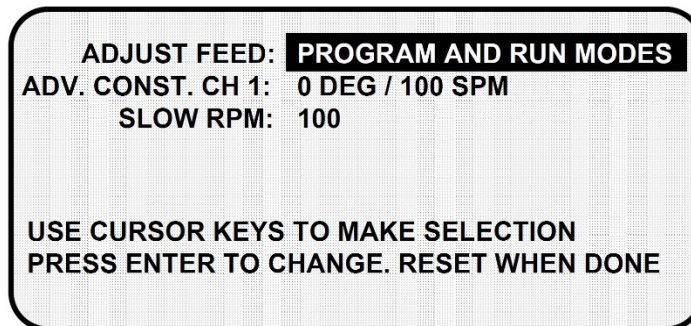 ADJUST FEED: PROGRAM AND RUN MODES
ADV. CONST. CH 1: 0 DEG / 100 SPM
SLOW RPM: 100
USE CURSOR KEYS TO MAKE SELECTION
PRESS ENTER TO CHANGE. RESET WHEN DONE